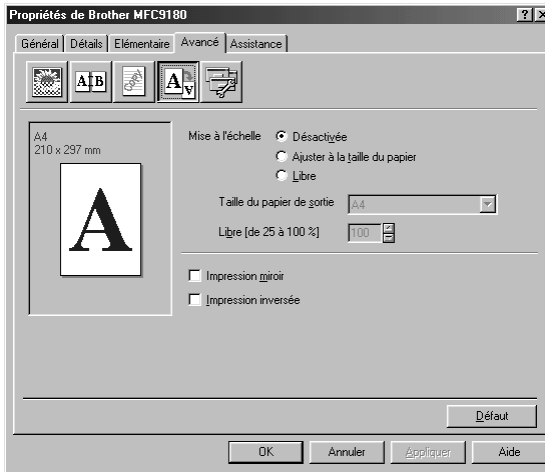 Propriétés de Brother MFC9180
Général Détails Elémentaire Avancé Assistance
A B
A A
A4
210 x 297 mm
A
Mise à l'échelle Désactivée
Ajuster à la taille du papier
Libre
Taille du papier de sortie A4
Libre [de 25 à 100 %] 100
Impression miroir
Impression inversée
Défaut
OK Annuler Appliquer Aide